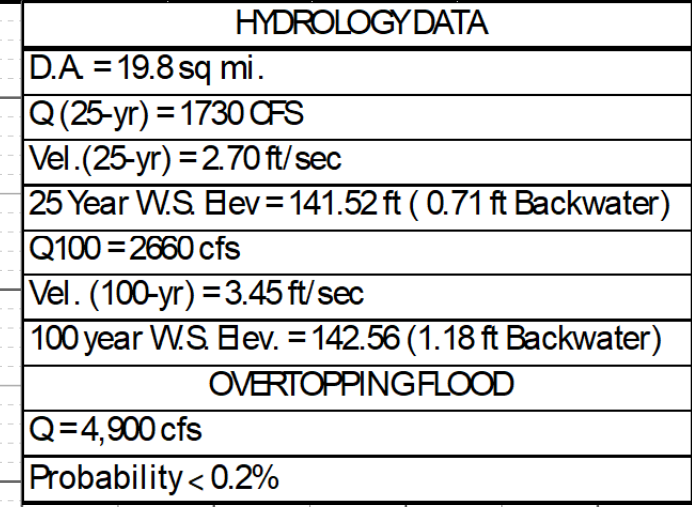 HYDROLOGY DATA
D.A. = 19.8 sq mi.
Q (25-yr) = 1730 CFS
Vel.(25-yr) = 2.70 ft/sec
25 Year W.S. Elev = 141.52 ft ( 0.71 ft Backwater)
Q100 = 2660 cfs
Vel. (100-yr) = 3.45 ft/sec
100 year W.S. Elev. = 142.56 (1.18 ft Backwater)
OVERTOPPING FLOOD
Q = 4,900 cfs
Probability < 0.2%